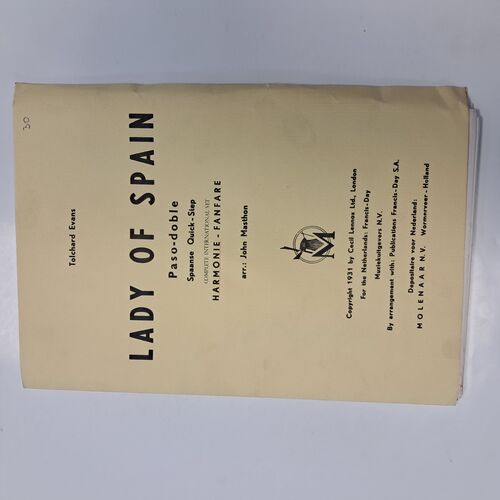 30
Tolchard Evans
LADY OF SPAIN
Paso-doble
Spaanse Quick-Step
COMPLETE INTERNATIONAL SET
HARMONIE - FANFARE
arr.: John Masthon
M
Copyright 1931 by Cecil Lennox Ltd., London
For the Netherlands: Francis-Day
Muziekuitgevers N.V.
By arrangement with: Publications Francis-Day S.A.
Depositaire voor Nederland:
MOLENAAR N.V. Wormerveer - Holland